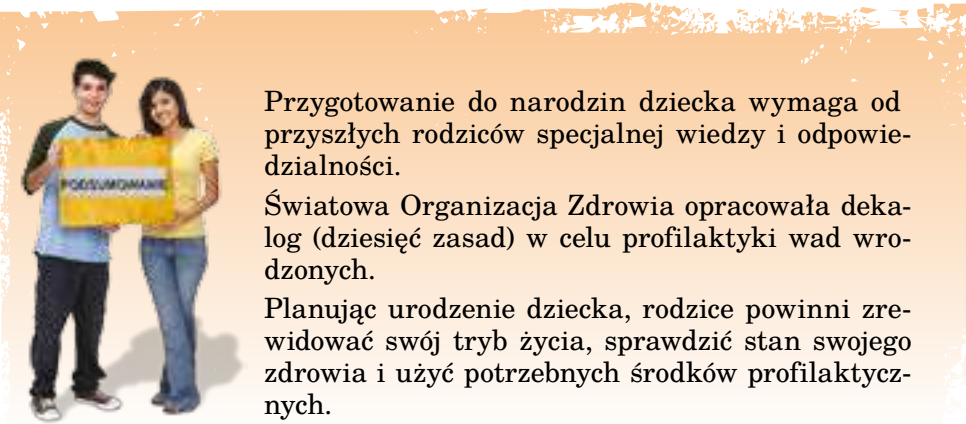 PODSUMOWANIE
Przygotowanie do narodzin dziecka wymaga od
przyszłych rodziców specjalnej wiedzy i odpowie-
dzialności.
Światowa Organizacja Zdrowia opracowała deka-
log (dziesięć zasad) w celu profilaktyki wad wro-
dzonych.
Planując urodzenie dziecka, rodzice powinni zre-
widować swój tryb życia, sprawdzić stan swojego
zdrowia i użyć potrzebnych środków profilaktycz-
nych.